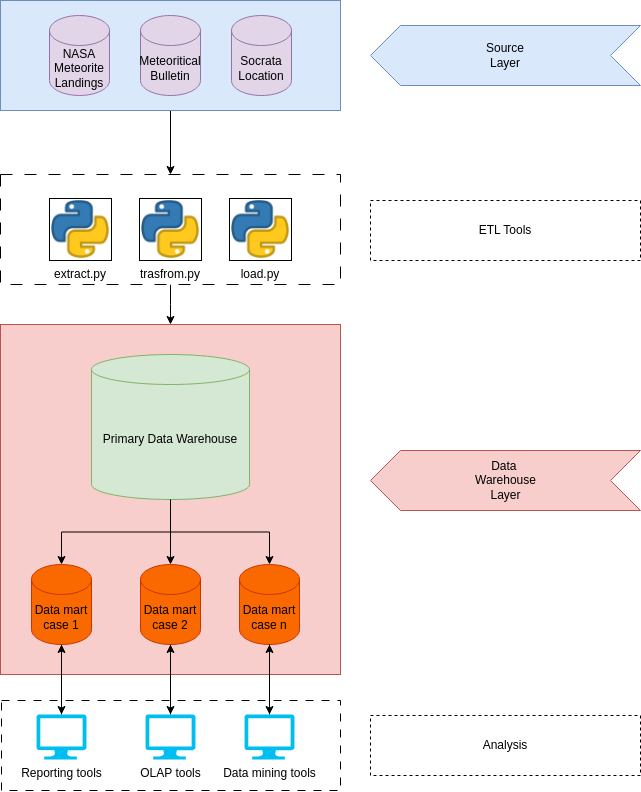 NASA
Meteorite
Landings
Meteoritical
Bulletin
Socrata
Location
Source
Layer
extract.py
trasfrom.py
load.py
ETL Tools
Primary Data Warehouse
Data
Warehouse
Layer
Data mart
case 1
Data mart
case 2
Data mart
case n
Reporting tools
OLAP tools
Data mining tools
Analysis